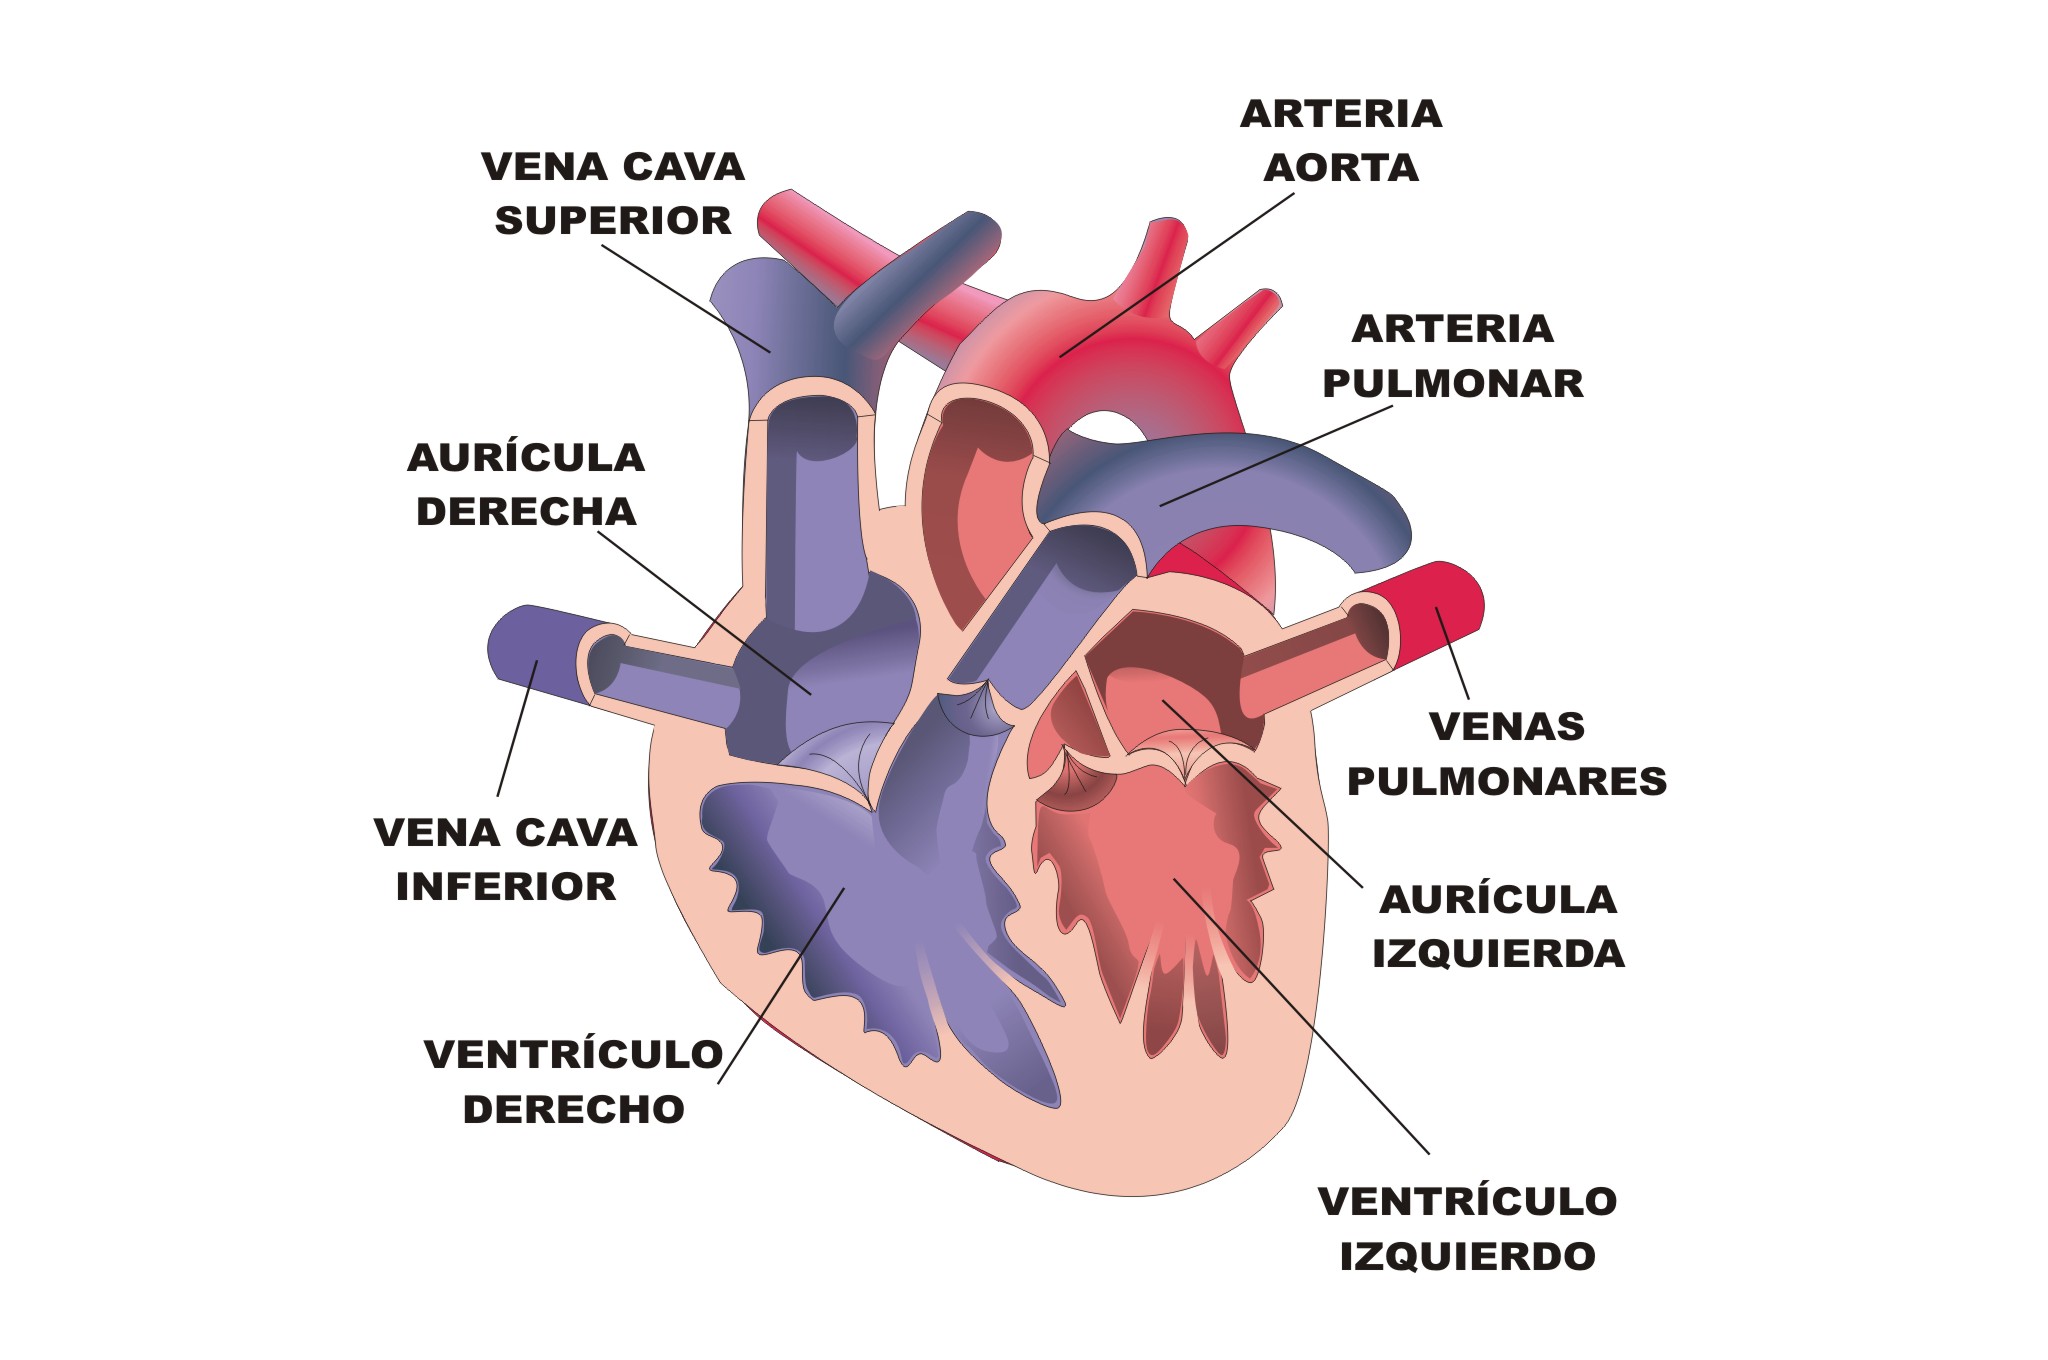 ARTERIA
AORTA
VENA CAVA
SUPERIOR
ARTERIA
PULMONAR
AURÍCULA
DERECHA
VENAS
PULMONARES
VENA CAVA
INFERIOR
AURÍCULA
IZQUIERDA
VENTRÍCULO
DERECHO
VENTRÍCULO
IZQUIERDO